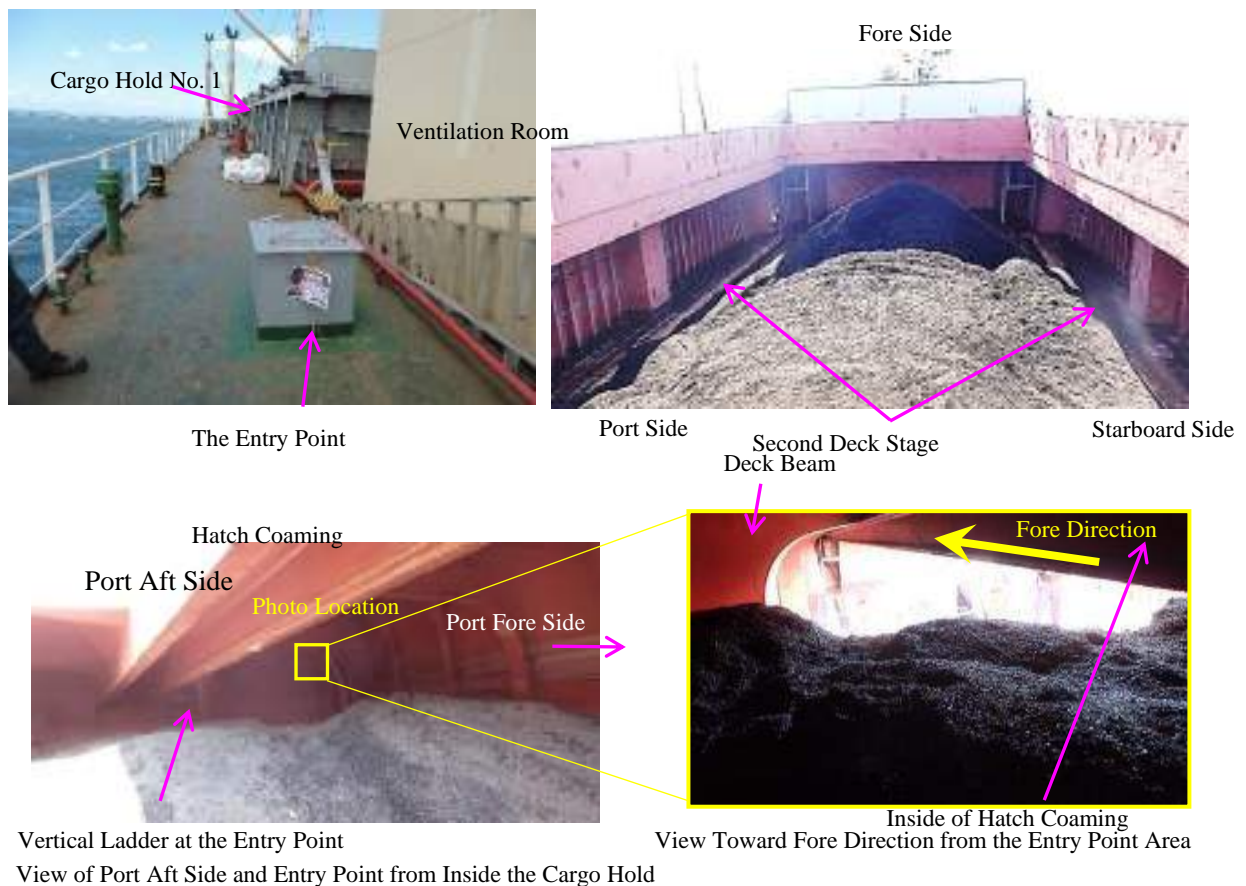 Cargo Hold No. 1
Ventilation Room
The Entry Point
Fore Side
Port Side
Second Deck Stage
Starboard Side
Hatch Coaming
Port Aft Side
Photo Location
Port Fore Side
Vertical Ladder at the Entry Point
View of Port Aft Side and Entry Point from Inside the Cargo Hold
Deck Beam
Fore Direction
Inside of Hatch Coaming
View Toward Fore Direction from the Entry Point Area